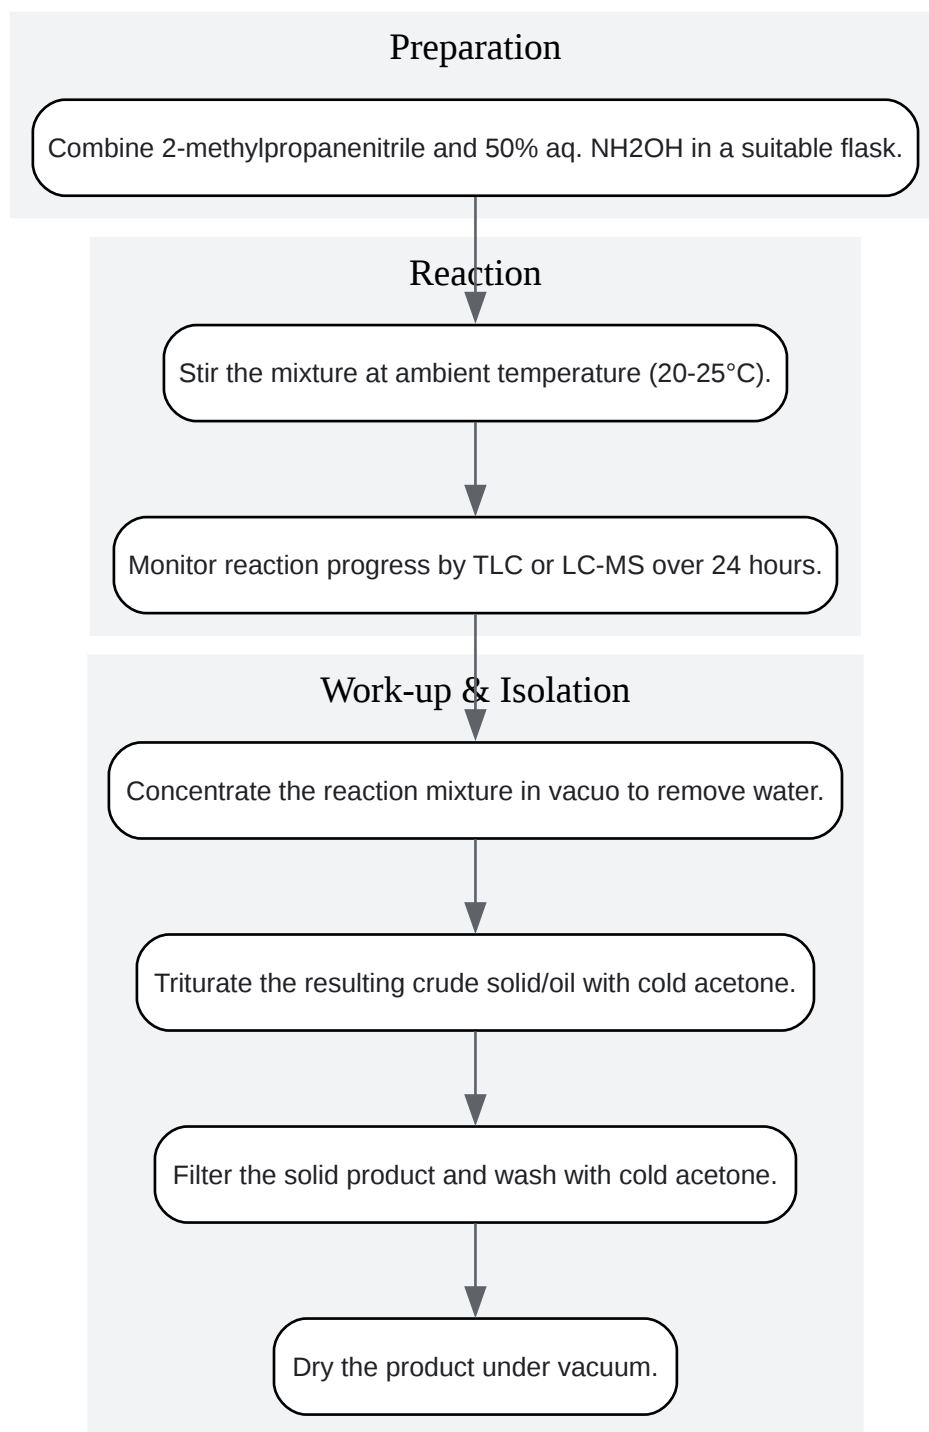 Preparation
Combine 2-methylpropanenitrile and 50% aq. NH2OH in a suitable flask.
Reaction
Stir the mixture at ambient temperature (20-25°C).
Monitor reaction progress by TLC or LC-MS over 24 hours.
Work-up & Isolation
Concentrate the reaction mixture in vacuo to remove water.
Triturate the resulting crude solid/oil with cold acetone.
Filter the solid product and wash with cold acetone.
Dry the product under vacuum.